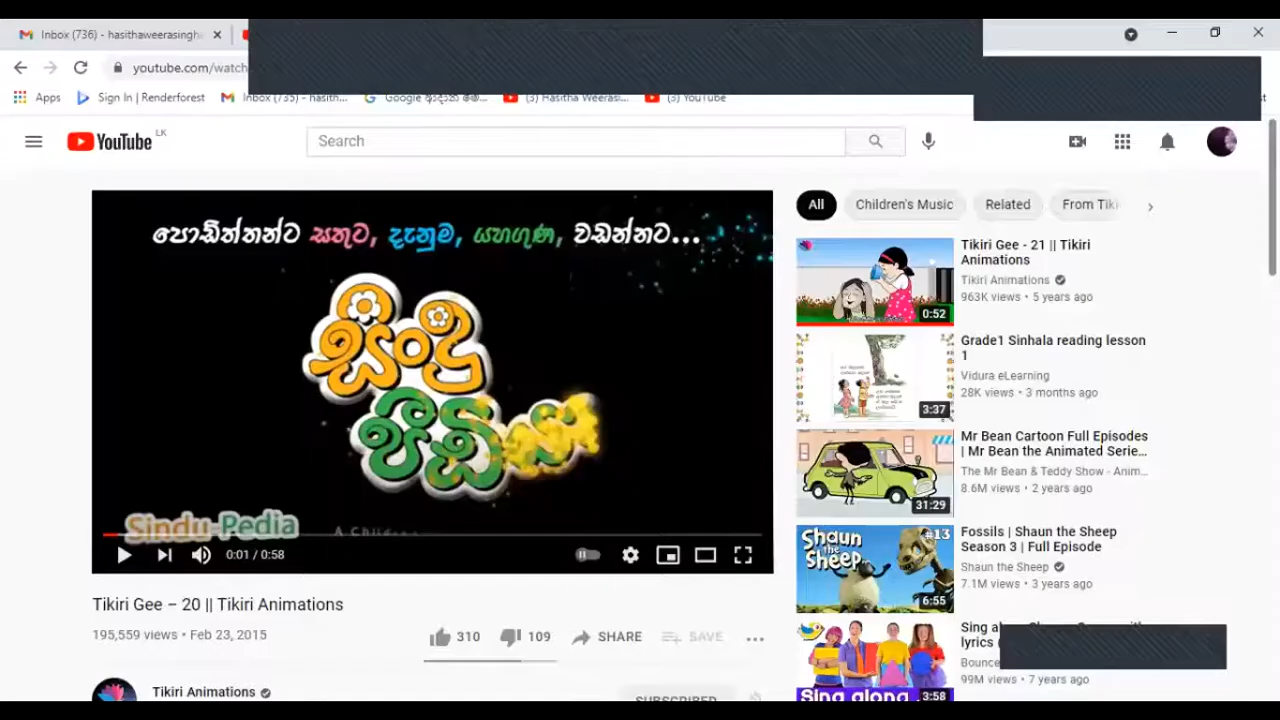 Inbox (736) - hasithaweerasingh
youtube.com/watch
Apps
Sign In | Renderforest
Inbox (735) - hasith...
Google
(3) Hasitha Weerasi...
(3) YouTube
YouTube LK
Search
පොඩිත්තන්ට සතුට, දැනුම, යහගුණ, වඩන්නට...
සිංදු
Sindu-Pedia
A Children
0:01 / 0:58
Tikiri Gee – 20 || Tikiri Animations
195,559 views • Feb 23, 2015
310
109
SHARE
SAVE
Tikiri Animations
SUBSCRIBED
All
Children's Music
Related
From Tiki
Tikiri Gee - 21 || Tikiri
Animations
Tikiri Animations
963K views • 5 years ago
0:52
Grade1 Sinhala reading lesson
1
Vidura eLearning
28K views • 3 months ago
3:37
Mr Bean Cartoon Full Episodes
| Mr Bean the Animated Serie...
The Mr Bean & Teddy Show - Anim...
8.6M views • 2 years ago
31:29
Fossils | Shaun the Sheep
Season 3 | Full Episode
Shaun the Sheep
7.1M views • 3 years ago
Shaun
the
Sheep
#13
6:55
Sing
lyrics
Bounce
99M views • 7 years ago
Sing along
3:58